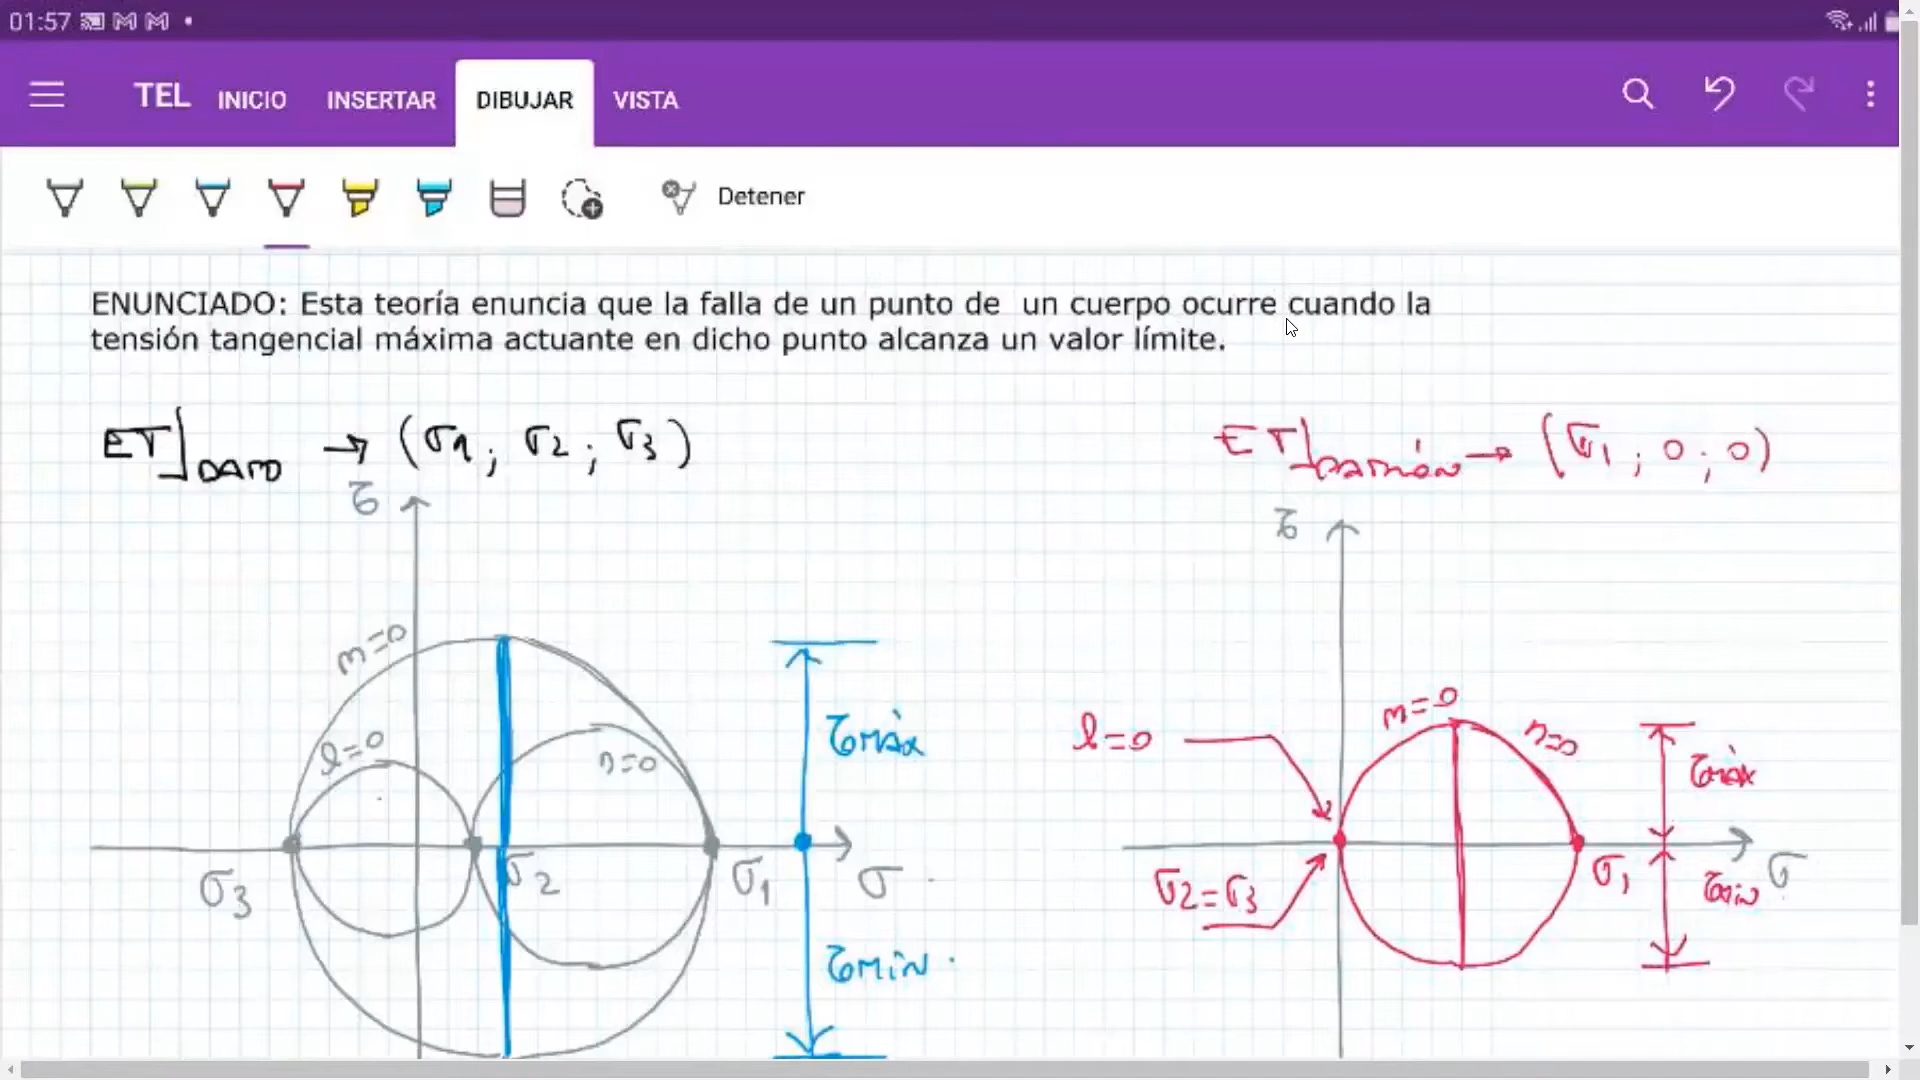 01:57
TEL INICIO INSERTAR DIBUJAR VISTA
Detener
ENUNCIADO: Esta teoría enuncia que la falla de un punto de un cuerpo ocurre cuando la
tensión tangencial máxima actuante en dicho punto alcanza un valor límite.
ET]DATO → (σ1 ; σ2 ; σ3)
ET]PATRÓN → (σ1 ; 0 ; 0)
τ
τ
m=0
l=0
n=0
τMáx
σ3
σ2
σ1
σ
τMín
l=0
m=0
n=0
τmáx
σ2=σ3
σ1
τmín
σ